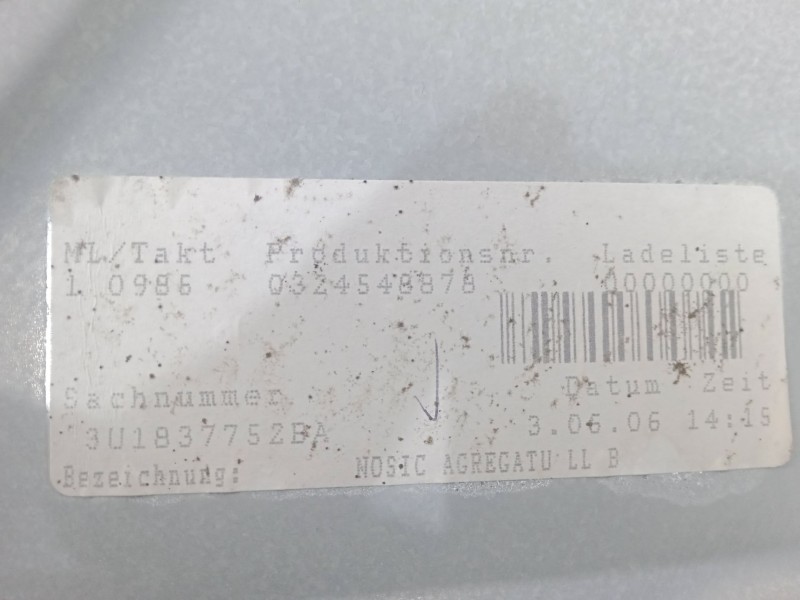 ML/Takt Produktionsnr. Ladeliste
1 0986 0324548878 00000000
Sachnummer Datum Zeit
3U1837752BA 3.06.06 14:15
Bezeichnung: NOSIC AGREGATU LL B